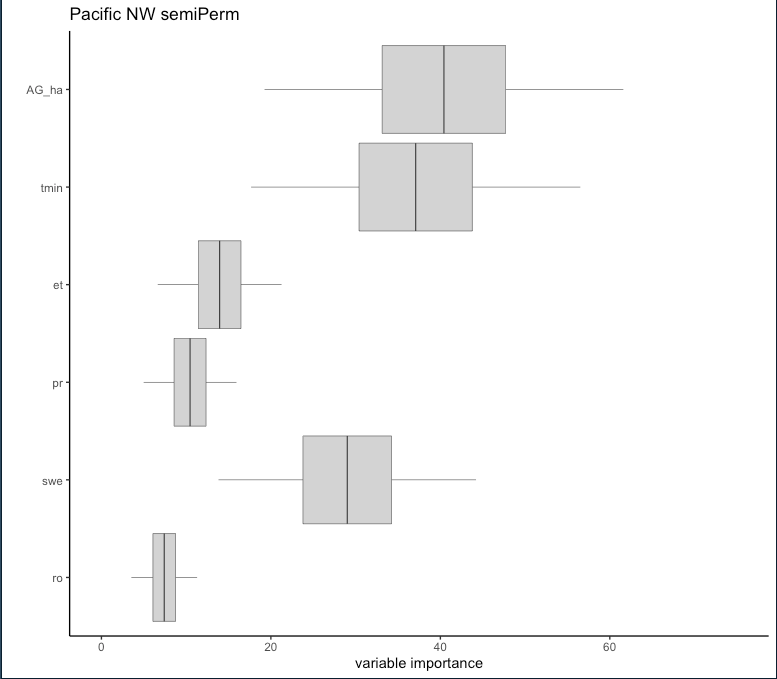 Pacific NW semiPerm
AG_ha
tmin
et
pr
swe
ro
0 20 40 60
variable importance